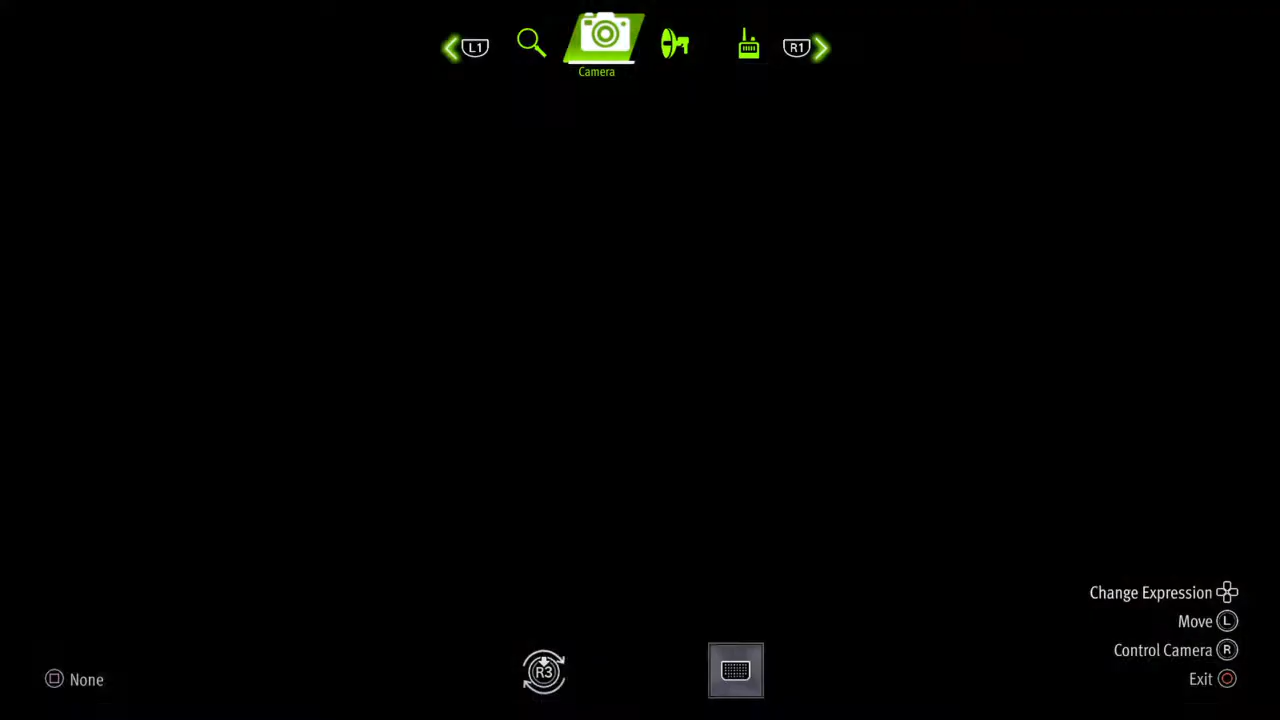 L1
R1
Camera
Change Expression
Move L
Control Camera R
Exit
None
R3